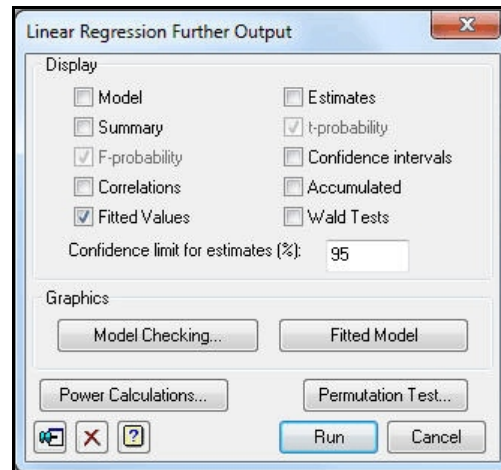 Linear Regression Further Output
Display
Model
Estimates
Summary
t-probability
F-probability
Confidence intervals
Correlations
Accumulated
Fitted Values
Wald Tests
Confidence limit for estimates (%): 95
Graphics
Model Checking...
Fitted Model
Power Calculations...
Permutation Test...
Run
Cancel